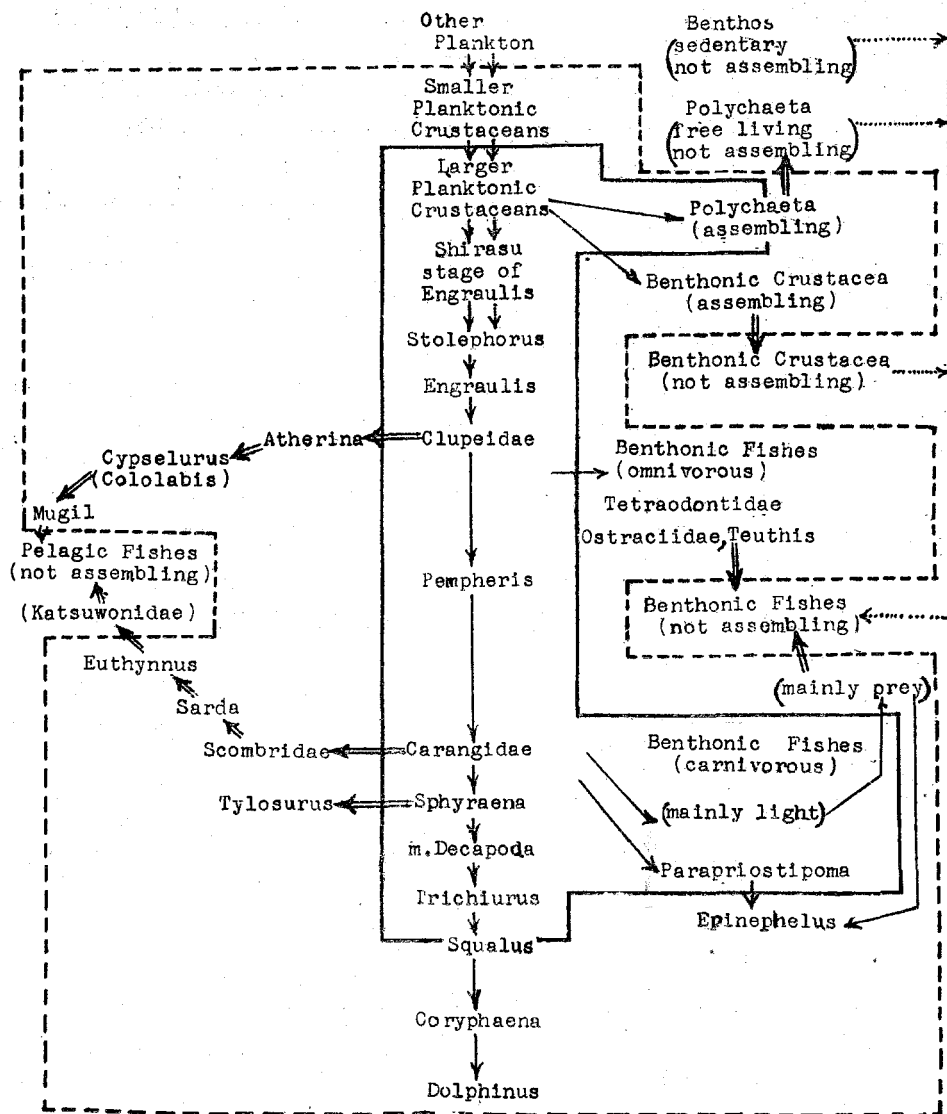 Other
Plankton
Smaller
Planktonic
Crustaceans
Larger
Planktonic
Crustaceans
Shirasu
stage of
Engraulis
Stolephorus
Engraulis
Clupeidae
Atherina
Cypselurus
(Cololabis)
Mugil
Pelagic Fishes
(not assembling)
(Katsuwonidae)
Euthynnus
Sarda
Scombridae
Tylosurus
Pempheris
Carangidae
Sphyraena
m.Decapoda
Trichiurus
Squalus
Coryphaena
Dolphinus
Benthos
(sedentary
not assembling)
Polychaeta
(free living
not assembling)
Polychaeta
(assembling)
Benthonic Crustacea
(assembling)
Benthonic Crustacea
(not assembling)
Benthonic Fishes
(omnivorous)
Tetraodontidae
Ostraciidae,Teuthis
Benthonic Fishes
(not assembling)
(mainly prey)
Benthonic Fishes
(carnivorous)
(mainly light)
Parapriostipoma
Epinephelus